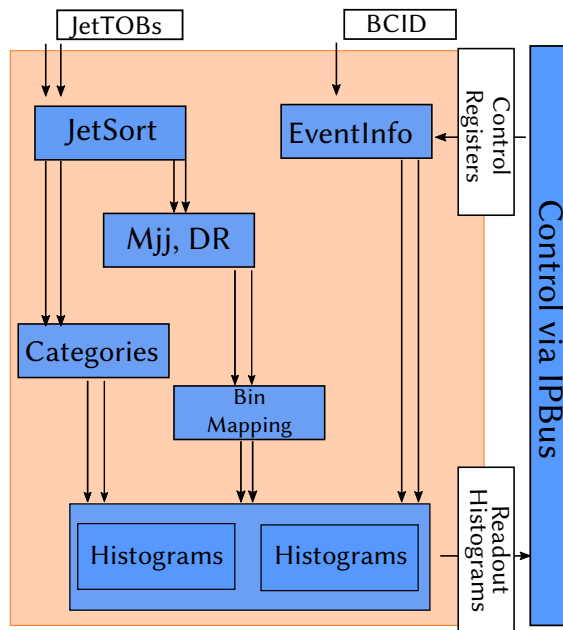 JetTOBs
BCID
JetSort
EventInfo
Control
Registers
Mjj, DR
Categories
Bin
Mapping
Control via IPBus
Histograms
Histograms
Readout
Histograms